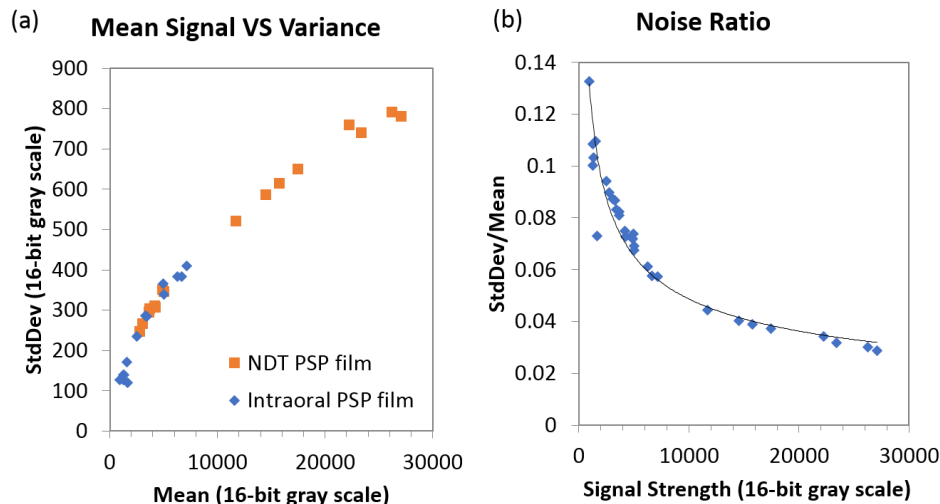 (a)
Mean Signal VS Variance
900
800
700
600
500
400
300
200
100
0
StdDev (16-bit gray scale)
NDT PSP film
Intraoral PSP film
0 10000 20000 30000
Mean (16-bit gray scale)
(b)
Noise Ratio
0.14
0.12
0.1
0.08
0.06
0.04
0.02
0
StdDev/Mean
0 10000 20000 30000
Signal Strength (16-bit gray scale)